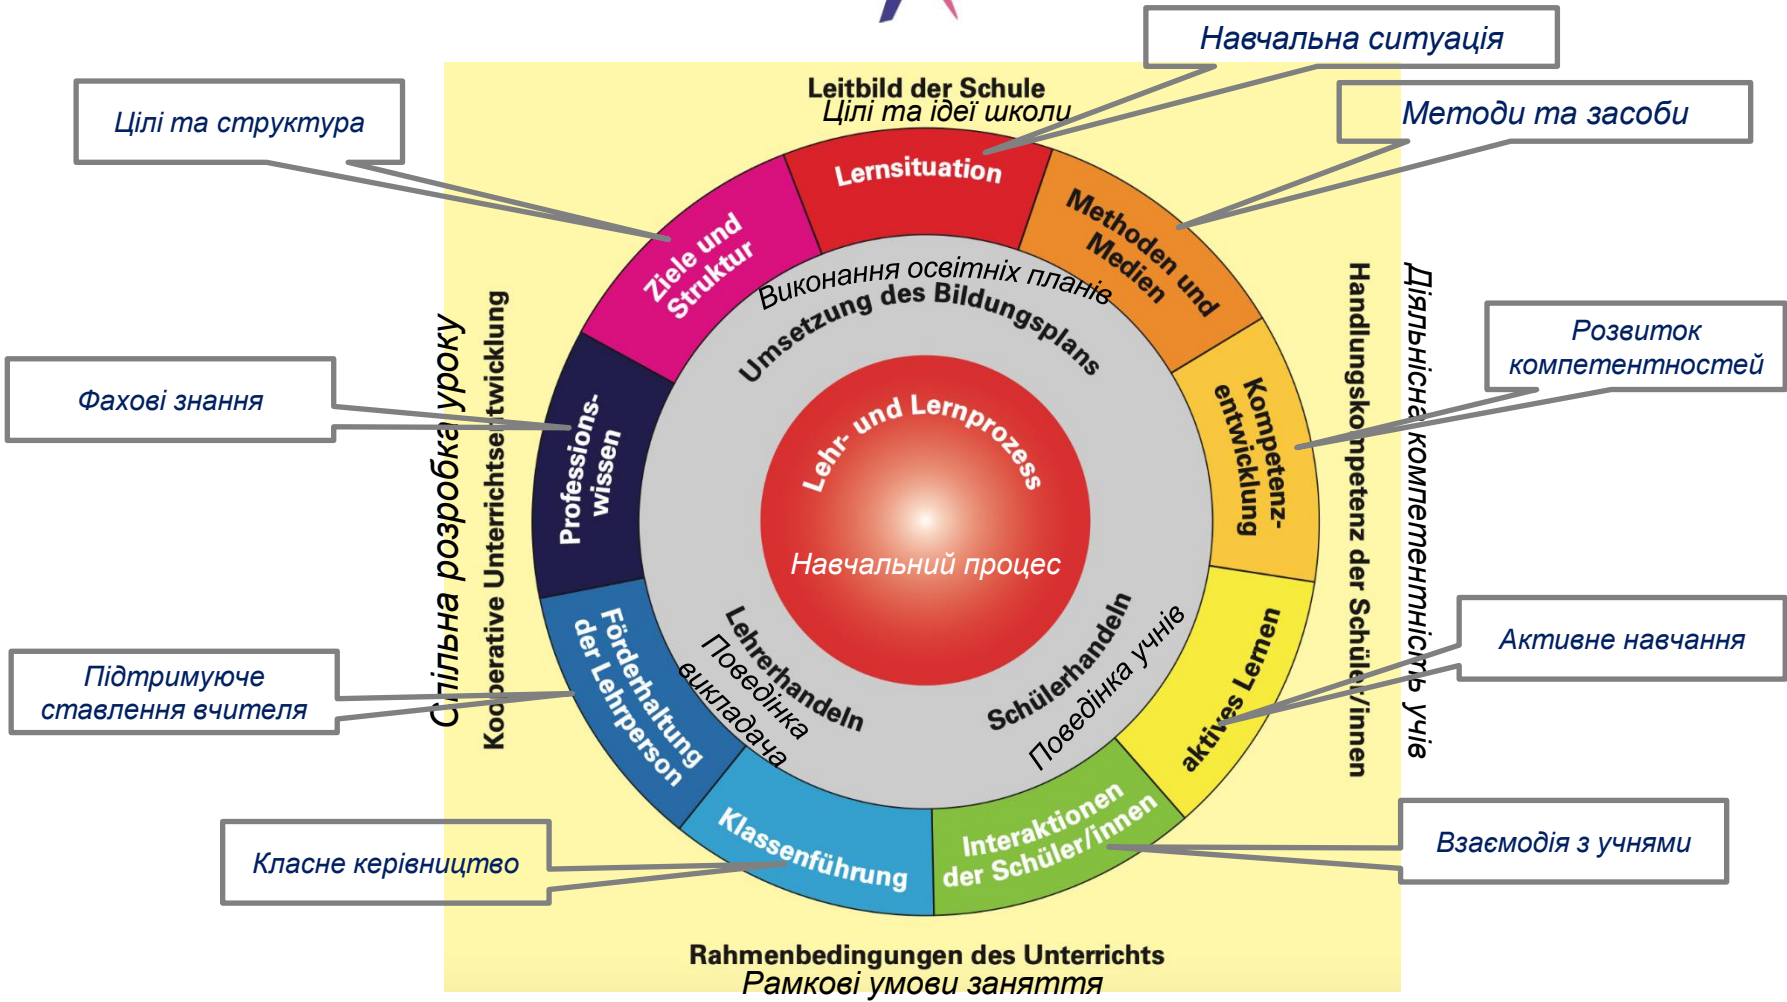 Навчальна ситуація
Leitbild der Schule
Цілі та ідеї школи
Цілі та структура
Методи та засоби
Lernsituation
Ziele und
Struktur
Methoden und
Medien
Виконання освітніх планів
Umsetzung des Bildungsplans
Розвиток
компетентностей
Фахові знання
Спільна розробка уроку
Kooperative Unterrichtsentwicklung
Professions-
wissen
Lehr- und Lernprozess
Навчальний процес
Kompetenz-
entwicklung
Handlungskompetenz der Schüler/innen
Діяльнісна компетентність учнів
Підтримуюче
ставлення вчителя
Förderhaltung
der Lehrperson
Lehrerhandeln
Поведінка
викладача
Schülerhandeln
Поведінка учнів
aktives Lernen
Активне навчання
Класне керівництво
Klassenführung
Interaktionen
der Schüler/innen
Взаємодія з учнями
Rahmenbedingungen des Unterrichts
Рамкові умови заняття